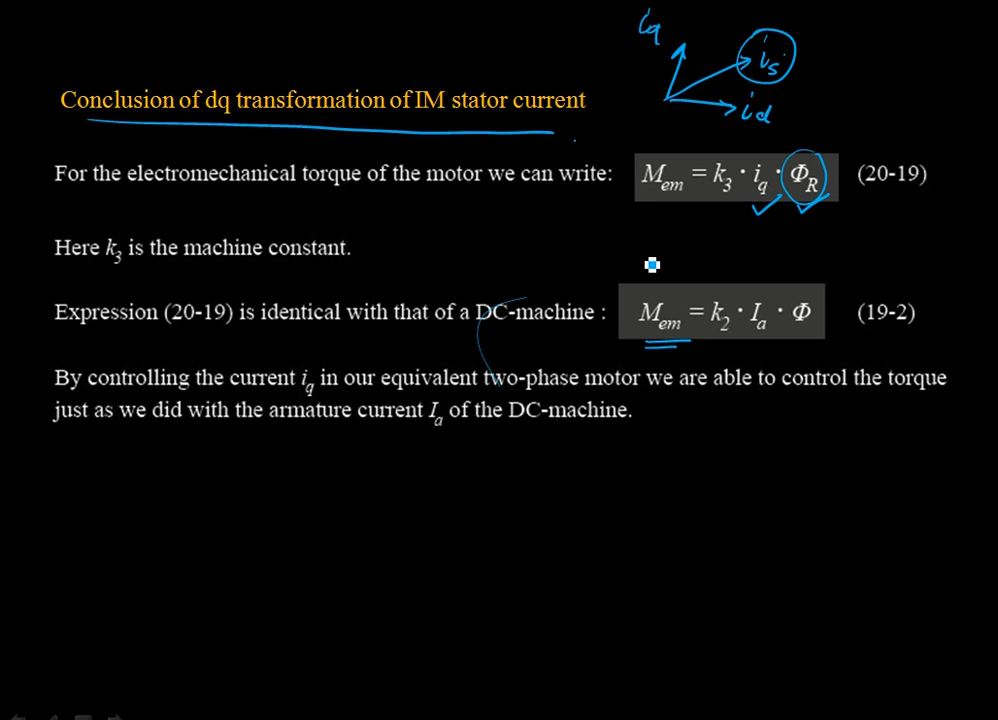 iq
is
id
Conclusion of dq transformation of IM stator current
For the electromechanical torque of the motor we can write: M_em = k_3 · i_q · Φ_R (20-19)
Here k_3 is the machine constant.
Expression (20-19) is identical with that of a DC-machine : M_em = k_2 · I_a · Φ (19-2)
By controlling the current i_q in our equivalent two-phase motor we are able to control the torque
just as we did with the armature current I_a of the DC-machine.